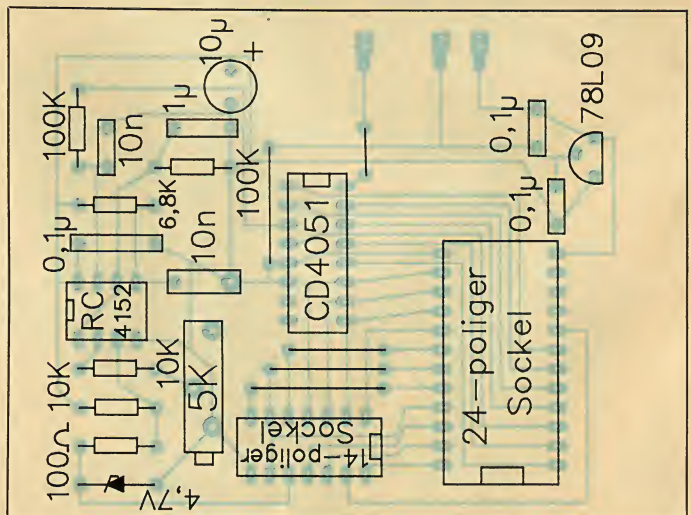 10µ
+
1µ
100K
10n
6,8K
100K
0,1µ
10n
RC
4152
CD4051
78L09
0,1µ
0,1µ
24-poliger
Sockel
10K
10K
5K
100Ω
4,7V
14-poliger
Sockel